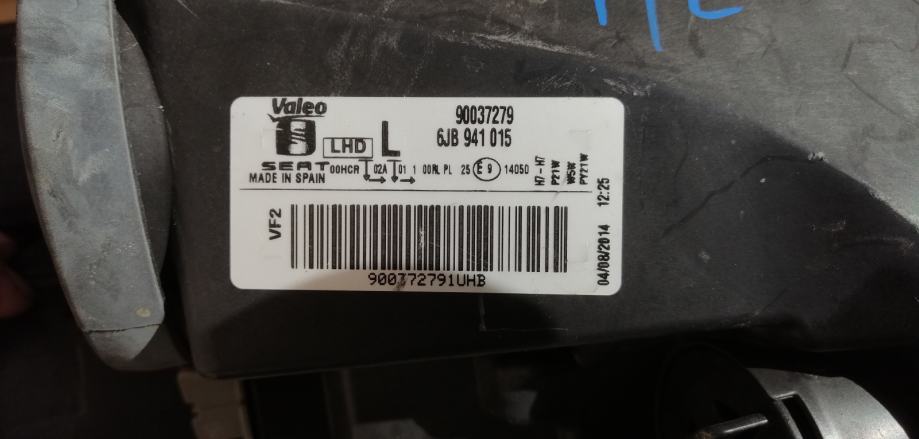 Valeo
90037279
6JB 941 015
LHD L
SEAT
00HCR 02A 01 1 00RL PL 25 E 9 14050
MADE IN SPAIN
H7 - H7
P21W
W5W
PY21W
VF2
900372791UHB
04/08/2014 12:25